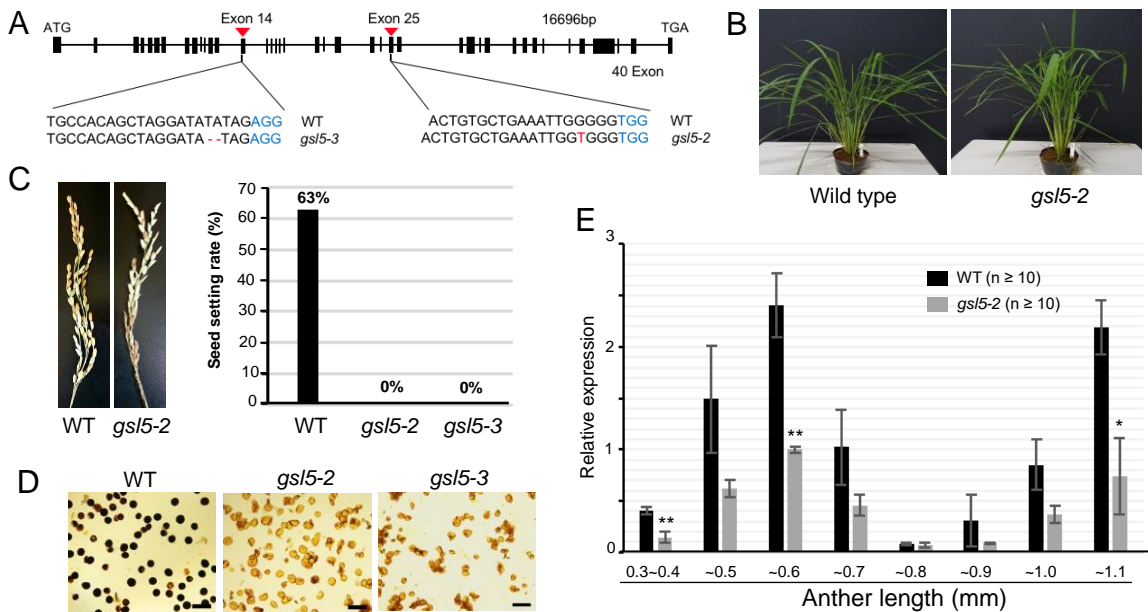 A
ATG
Exon 14
Exon 25
16696bp
TGA
40 Exon
TGCCACAGCTAGGATATATAGAGG WT
TGCCACAGCTAGGATA--TAGAGG gsl5-3
ACTGTGCTGAAATTGGGGGTGG WT
ACTGTGCTGAAATTGGTGGGTGG gsl5-2
B
Wild type
gsl5-2
C
WT
gsl5-2
Seed setting rate (%)
70
60
50
40
30
20
10
0
63%
0%
0%
WT
gsl5-2
gsl5-3
D
WT
gsl5-2
gsl5-3
E
Relative expression
3
2
1
0
WT (n ≥ 10)
gsl5-2 (n ≥ 10)
**
**
*
0.3~0.4
~0.5
~0.6
~0.7
~0.8
~0.9
~1.0
~1.1
Anther length (mm)